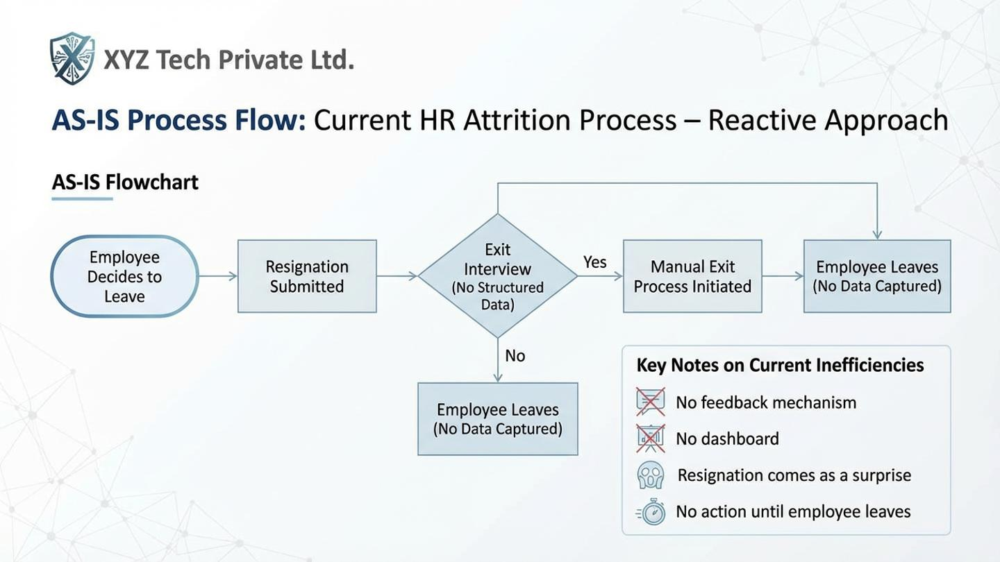 XYZ Tech Private Ltd.
AS-IS Process Flow: Current HR Attrition Process – Reactive Approach
AS-IS Flowchart
Employee
Decides to
Leave
Resignation
Submitted
Exit
Interview
(No Structured
Data)
Yes
Manual Exit
Process Initiated
Employee Leaves
(No Data Captured)
No
Employee Leaves
(No Data Captured)
Key Notes on Current Inefficiencies
No feedback mechanism
No dashboard
Resignation comes as a surprise
No action until employee leaves